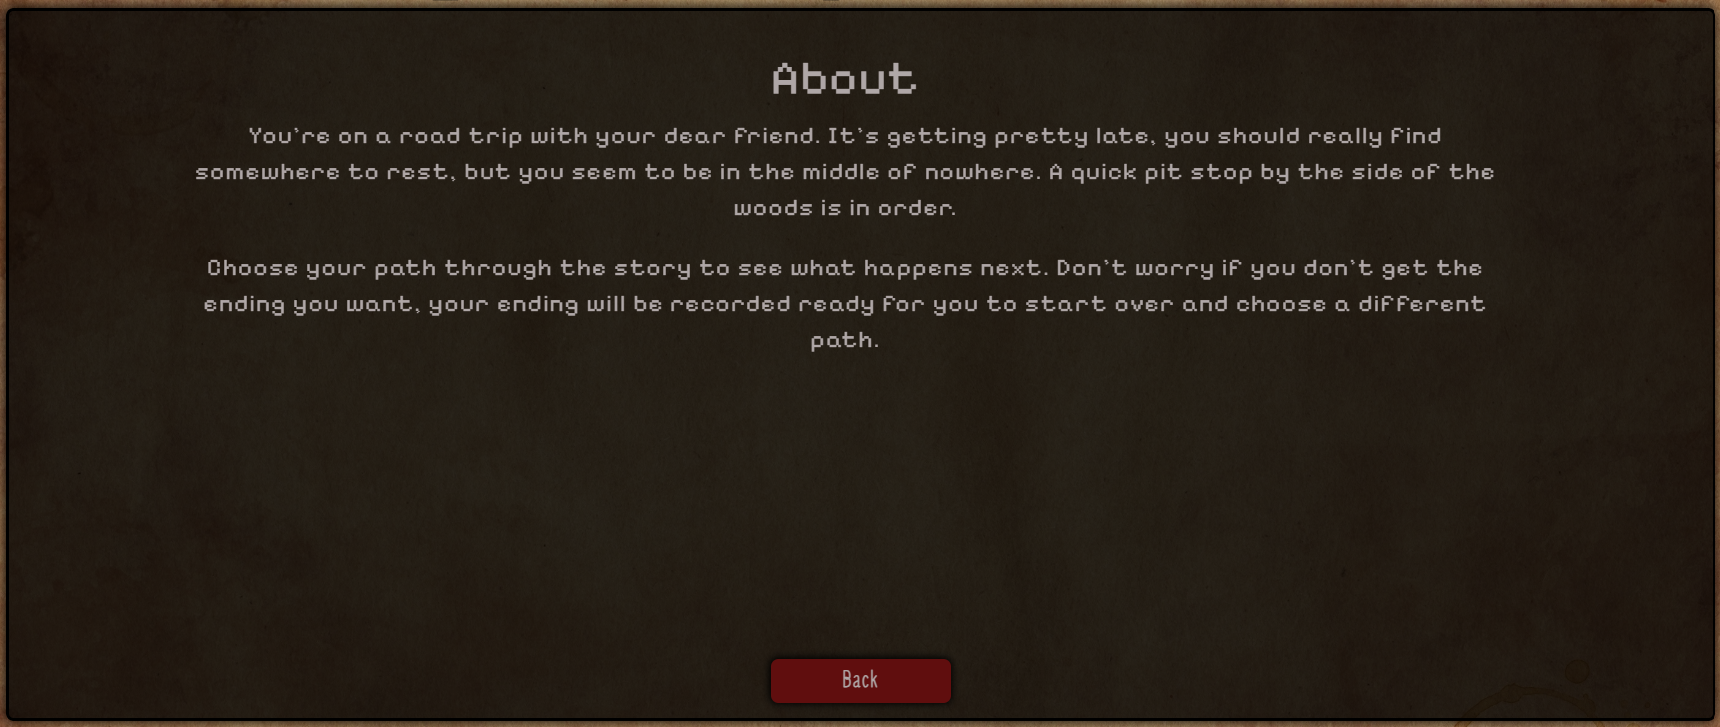 About
You're on a road trip with your dear friend. It's getting pretty late, you should really find
somewhere to rest, but you seem to be in the middle of nowhere. A quick pit stop by the side of the
woods is in order.
Choose your path through the story to see what happens next. Don't worry if you don't get the
ending you want, your ending will be recorded ready for you to start over and choose a different
path.
Back